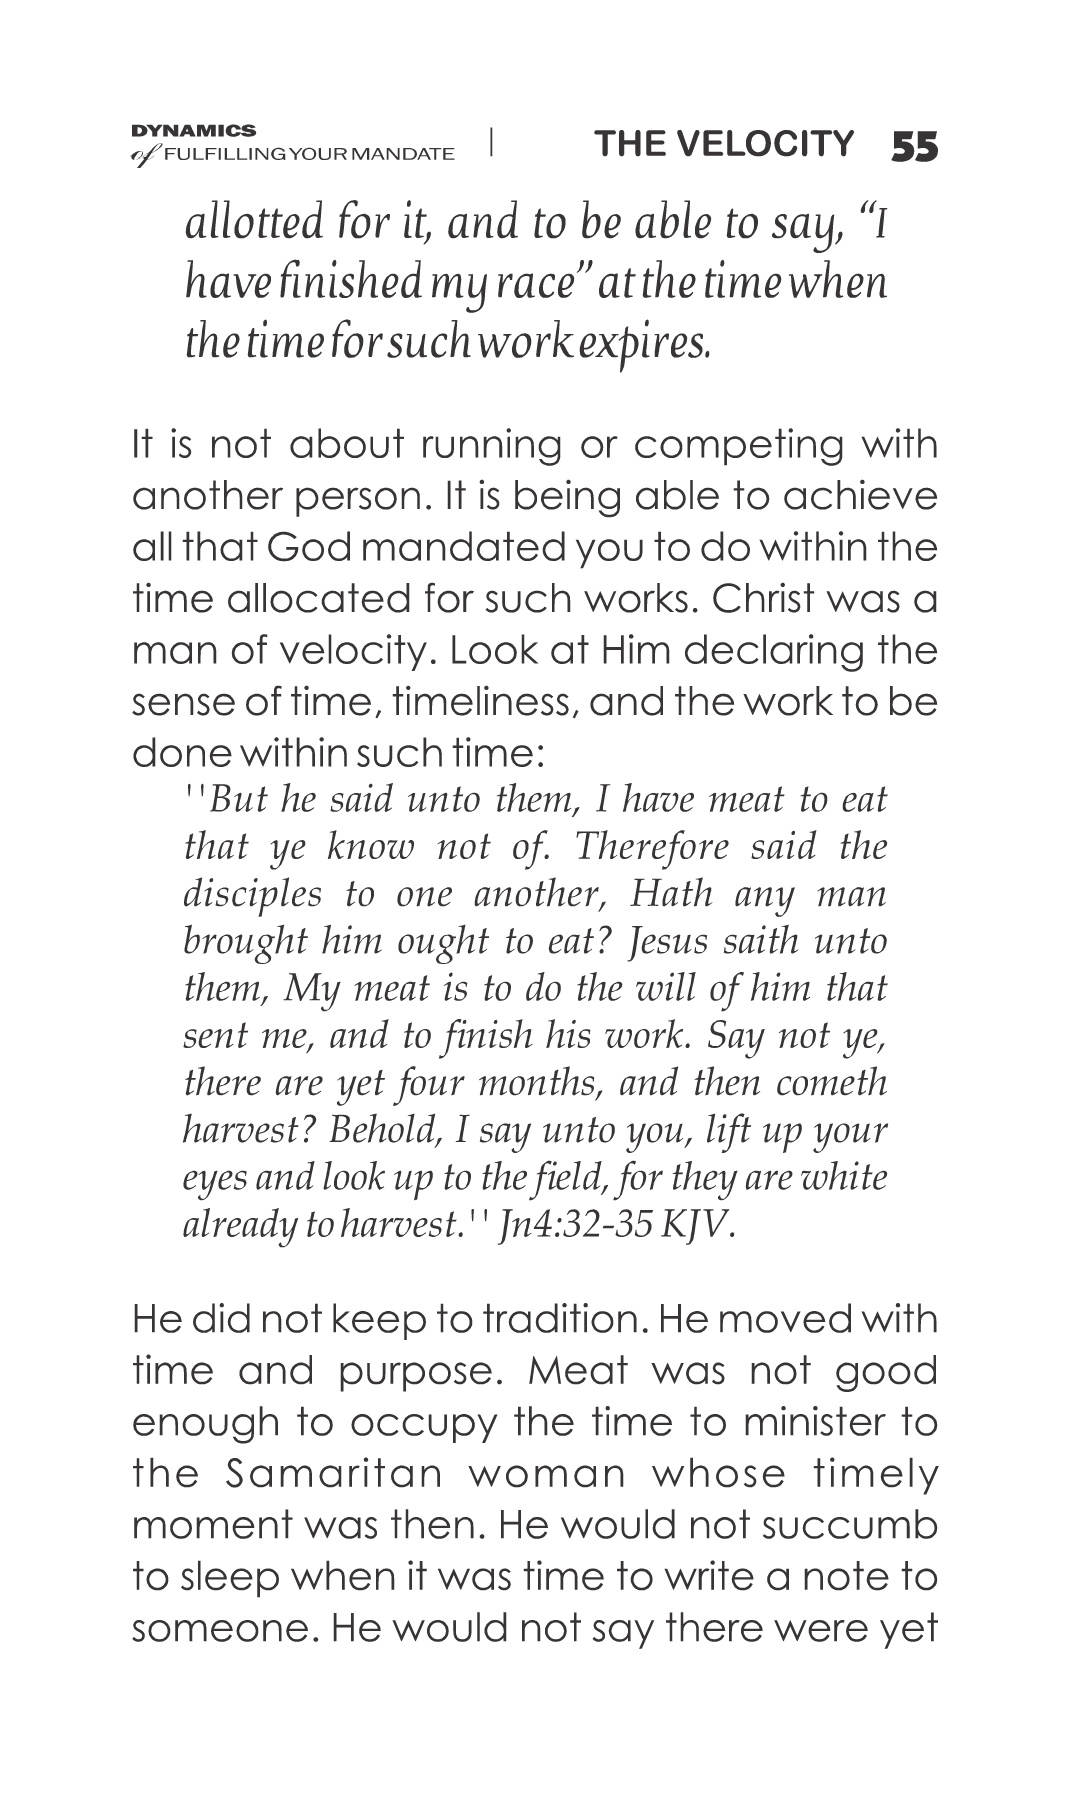 DYNAMICS
of FULFILLING YOUR MANDATE | THE VELOCITY 55
allotted for it, and to be able to say, “I
have finished my race” at the time when
the time for such work expires.
It is not about running or competing with
another person. It is being able to achieve
all that God mandated you to do within the
time allocated for such works. Christ was a
man of velocity. Look at Him declaring the
sense of time, timeliness, and the work to be
done within such time:
''But he said unto them, I have meat to eat
that ye know not of. Therefore said the
disciples to one another, Hath any man
brought him ought to eat? Jesus saith unto
them, My meat is to do the will of him that
sent me, and to finish his work. Say not ye,
there are yet four months, and then cometh
harvest? Behold, I say unto you, lift up your
eyes and look up to the field, for they are white
already to harvest.'' Jn4:32-35 KJV.
He did not keep to tradition. He moved with
time and purpose. Meat was not good
enough to occupy the time to minister to
the Samaritan woman whose timely
moment was then. He would not succumb
to sleep when it was time to write a note to
someone. He would not say there were yet